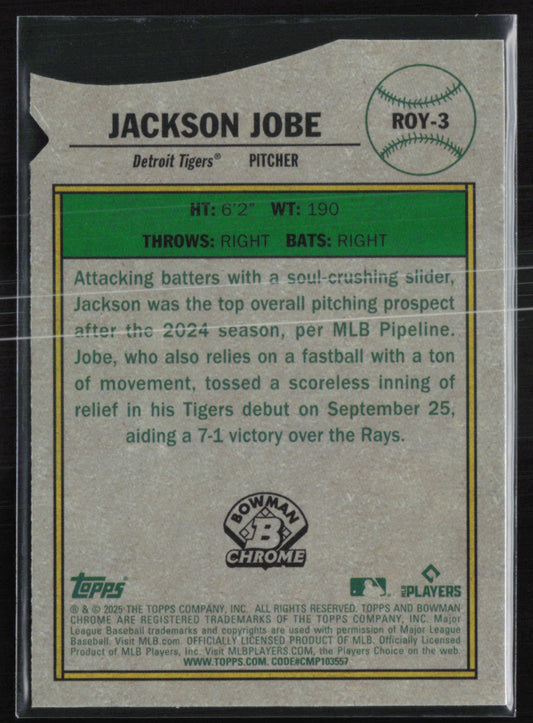 JACKSON JOBE
ROY-3
Detroit Tigers® PITCHER
HT: 6'2" WT: 190
THROWS: RIGHT BATS: RIGHT
Attacking batters with a soul-crushing slider,
Jackson was the top overall pitching prospect
after the 2024 season, per MLB Pipeline.
Jobe, who also relies on a fastball with a ton
of movement, tossed a scoreless inning of
relief in his Tigers debut on September 25,
aiding a 7-1 victory over the Rays.
BOWMAN
B
CHROME
topps
MLB PLAYERS
® & © 2025 THE TOPPS COMPANY, INC. ALL RIGHTS RESERVED. TOPPS AND BOWMAN
CHROME ARE REGISTERED TRADEMARKS OF THE TOPPS COMPANY, INC. Major
League Baseball trademarks and copyrights are used with permission of Major League
Baseball. Visit MLB.com. OFFICIALLY LICENSED PRODUCT OF MLB. Officially Licensed
Product of MLB Players, Inc. Visit MLBPLAYERS.COM, the Players Choice on the web.
WWW.TOPPS.COM. CODE#CMP103557